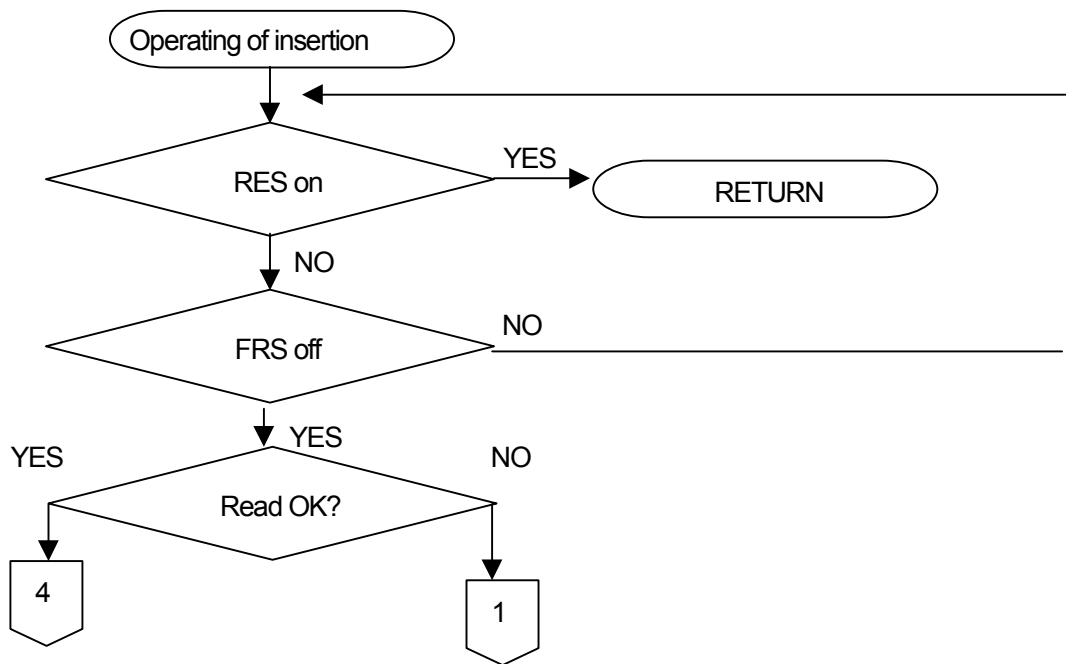 Operating of insertion
RES on
YES
RETURN
NO
FRS off
NO
YES
YES
NO
Read OK?
4
1